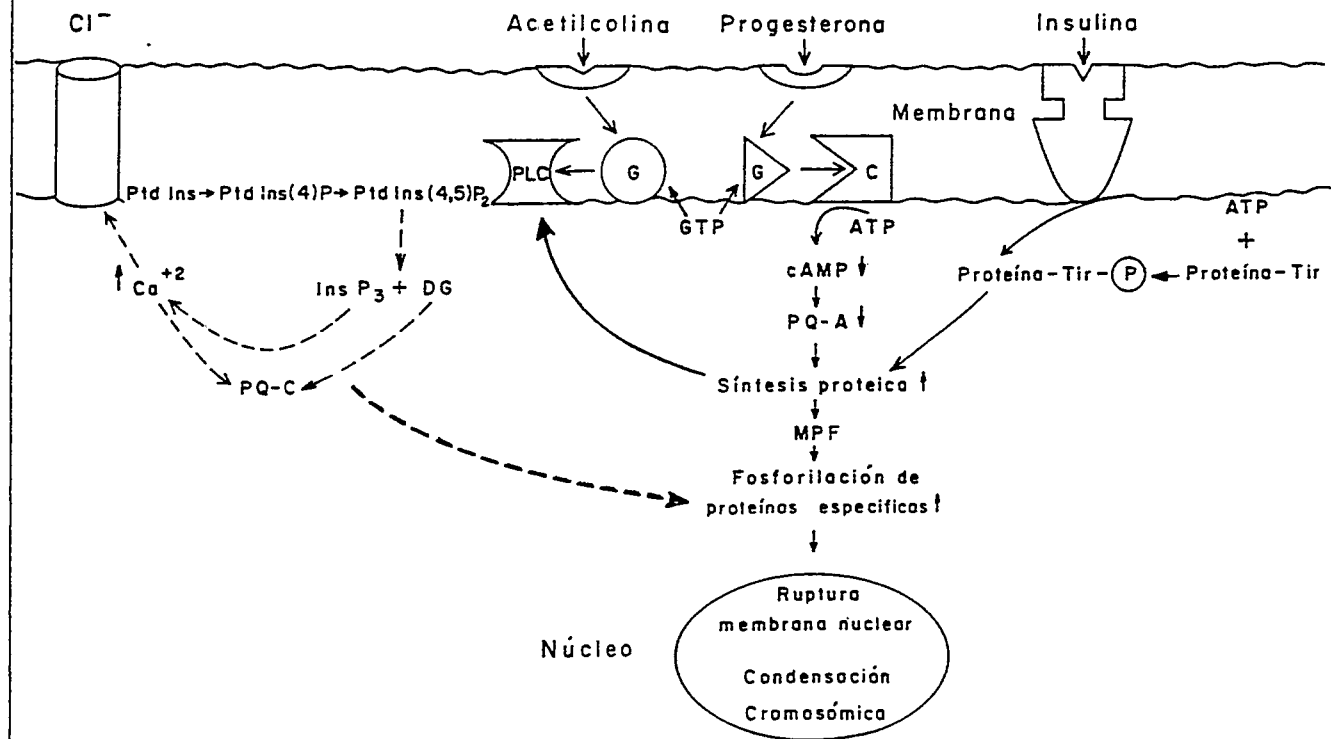 Cl⁻
Acetilcolina
Progesterona
Insulina
Membrana
PLC
G
G
C
Ptd Ins→Ptd Ins(4)P→Ptd Ins(4,5)P₂
GTP
ATP
ATP
+
cAMP↓
Proteína-Tir-P←Proteína-Tir
↑Ca⁺²
Ins P₃ + DG
PQ-A↓
PQ-C
Síntesis proteica↑
MPF
Fosforilación de
proteínas especificas↑
Ruptura
membrana nuclear
Núcleo
Condensación
Cromosómica